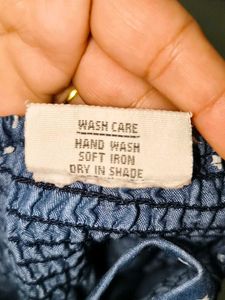 WASH CARE
HAND WASH
SOFT IRON
DRY IN SHADE